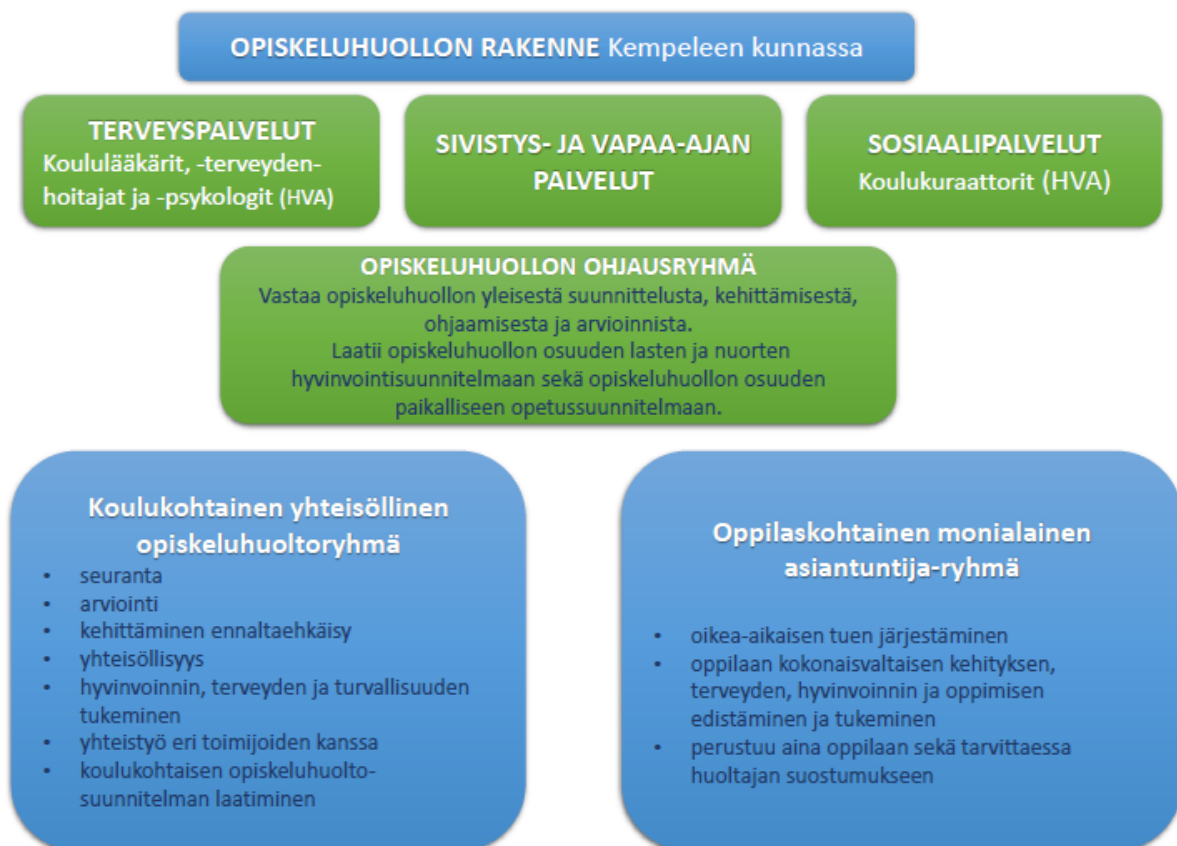 OPISKELUHUOLLON RAKENNE Kempeleen kunnassa
TERVEYSPALVELUT
Koululääkärit, -terveyden-
hoitajat ja -psykologit (HVA)
SIVISTYS- JA VAPAA-AJAN
PALVELUT
SOSIAALIPALVELUT
Koulukuraattorit (HVA)
OPISKELUHUOLLON OHJAUSRYHMÄ
Vastaa opiskeluhuollon yleisestä suunnittelusta, kehittämisestä,
ohjaamisesta ja arvioinnista.
Laatii opiskeluhuollon osuuden lasten ja nuorten
hyvinvointisuunnitelmaan sekä opiskeluhuollon osuuden
paikalliseen opetussuunnitelmaan.
Koulukohtainen yhteisöllinen
opiskeluhuoltoryhmä
• seuranta
• arviointi
• kehittäminen ennaltaehkäisy
• yhteisöllisyys
• hyvinvoinnin, terveyden ja turvallisuuden
tukeminen
• yhteistyö eri toimijoiden kanssa
• koulukohtaisen opiskeluhuolto-
suunnitelman laatiminen
Oppilaskohtainen monialainen
asiantuntija-ryhmä
• oikea-aikaisen tuen järjestäminen
• oppilaan kokonaisvaltaisen kehityksen,
terveyden, hyvinvoinnin ja oppimisen
edistäminen ja tukeminen
• perustuu aina oppilaan sekä tarvittaessa
huoltajan suostumukseen